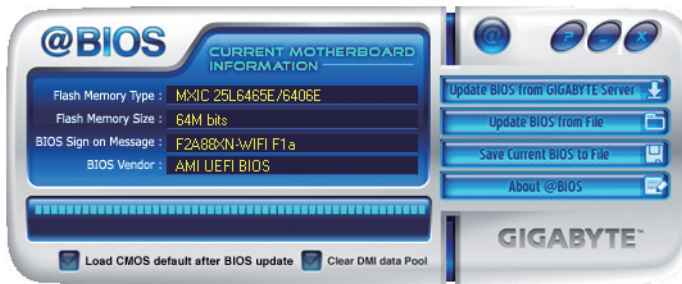 @BIOS
CURRENT MOTHERBOARD
INFORMATION
Flash Memory Type : MXIC 25L6465E/6406E
Flash Memory Size : 64M bits
BIOS Sign on Message : F2A88XN-WIFI F1a
BIOS Vendor : AMI UEFI BIOS
Load CMOS default after BIOS update
Clear DMI data Pool
@ ? – X
Update BIOS from GIGABYTE Server
Update BIOS from File
Save Current BIOS to File
About @BIOS
GIGABYTE™